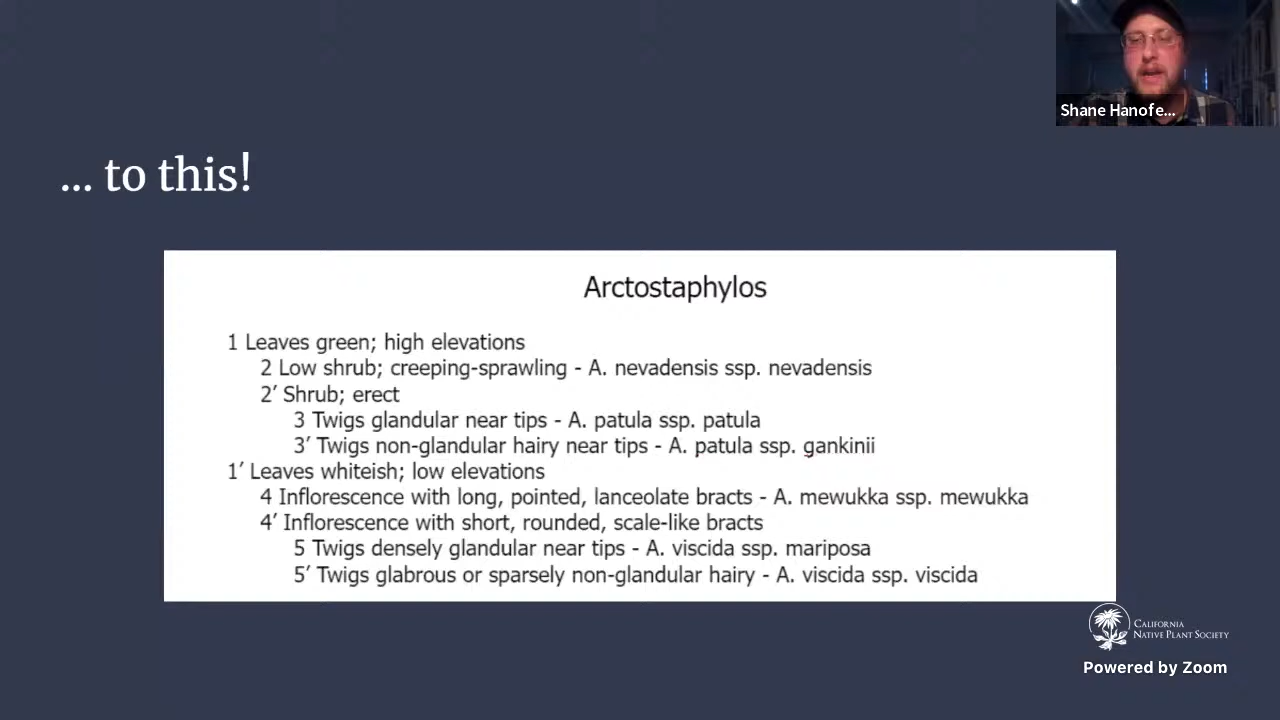 Shane Hanofe...
... to this!
Arctostaphylos
1 Leaves green; high elevations
2 Low shrub; creeping-sprawling - A. nevadensis ssp. nevadensis
2′ Shrub; erect
3 Twigs glandular near tips - A. patula ssp. patula
3′ Twigs non-glandular hairy near tips - A. patula ssp. gankinii
1′ Leaves whiteish; low elevations
4 Inflorescence with long, pointed, lanceolate bracts - A. mewukka ssp. mewukka
4′ Inflorescence with short, rounded, scale-like bracts
5 Twigs densely glandular near tips - A. viscida ssp. mariposa
5′ Twigs glabrous or sparsely non-glandular hairy - A. viscida ssp. viscida
CALIFORNIA
NATIVE PLANT SOCIETY
Powered by Zoom